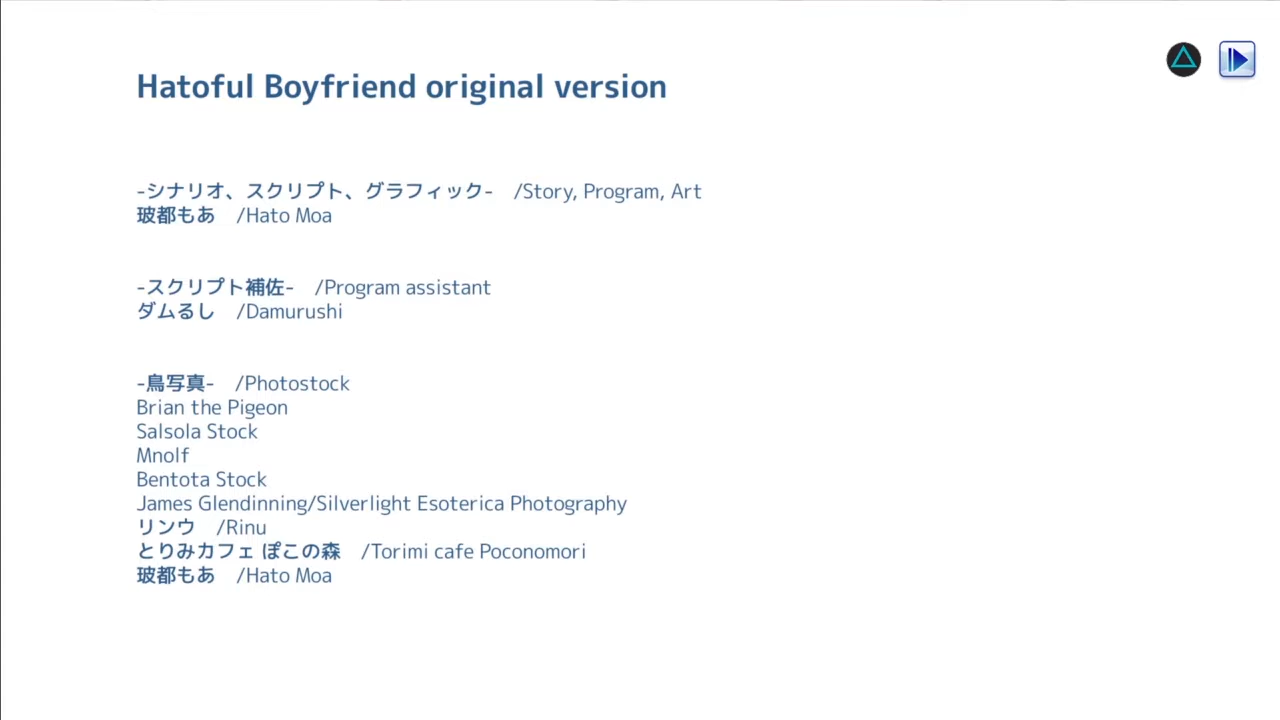 Hatoful Boyfriend original version
-シナリオ、スクリプト、グラフィック-　/Story, Program, Art
玻都もあ　/Hato Moa
-スクリプト補佐-　/Program assistant
ダムるし　/Damurushi
-鳥写真-　/Photostock
Brian the Pigeon
Salsola Stock
Mnolf
Bentota Stock
James Glendinning/Silverlight Esoterica Photography
リンウ　/Rinu
とりみカフェ ぽこの森　/Torimi cafe Poconomori
玻都もあ　/Hato Moa